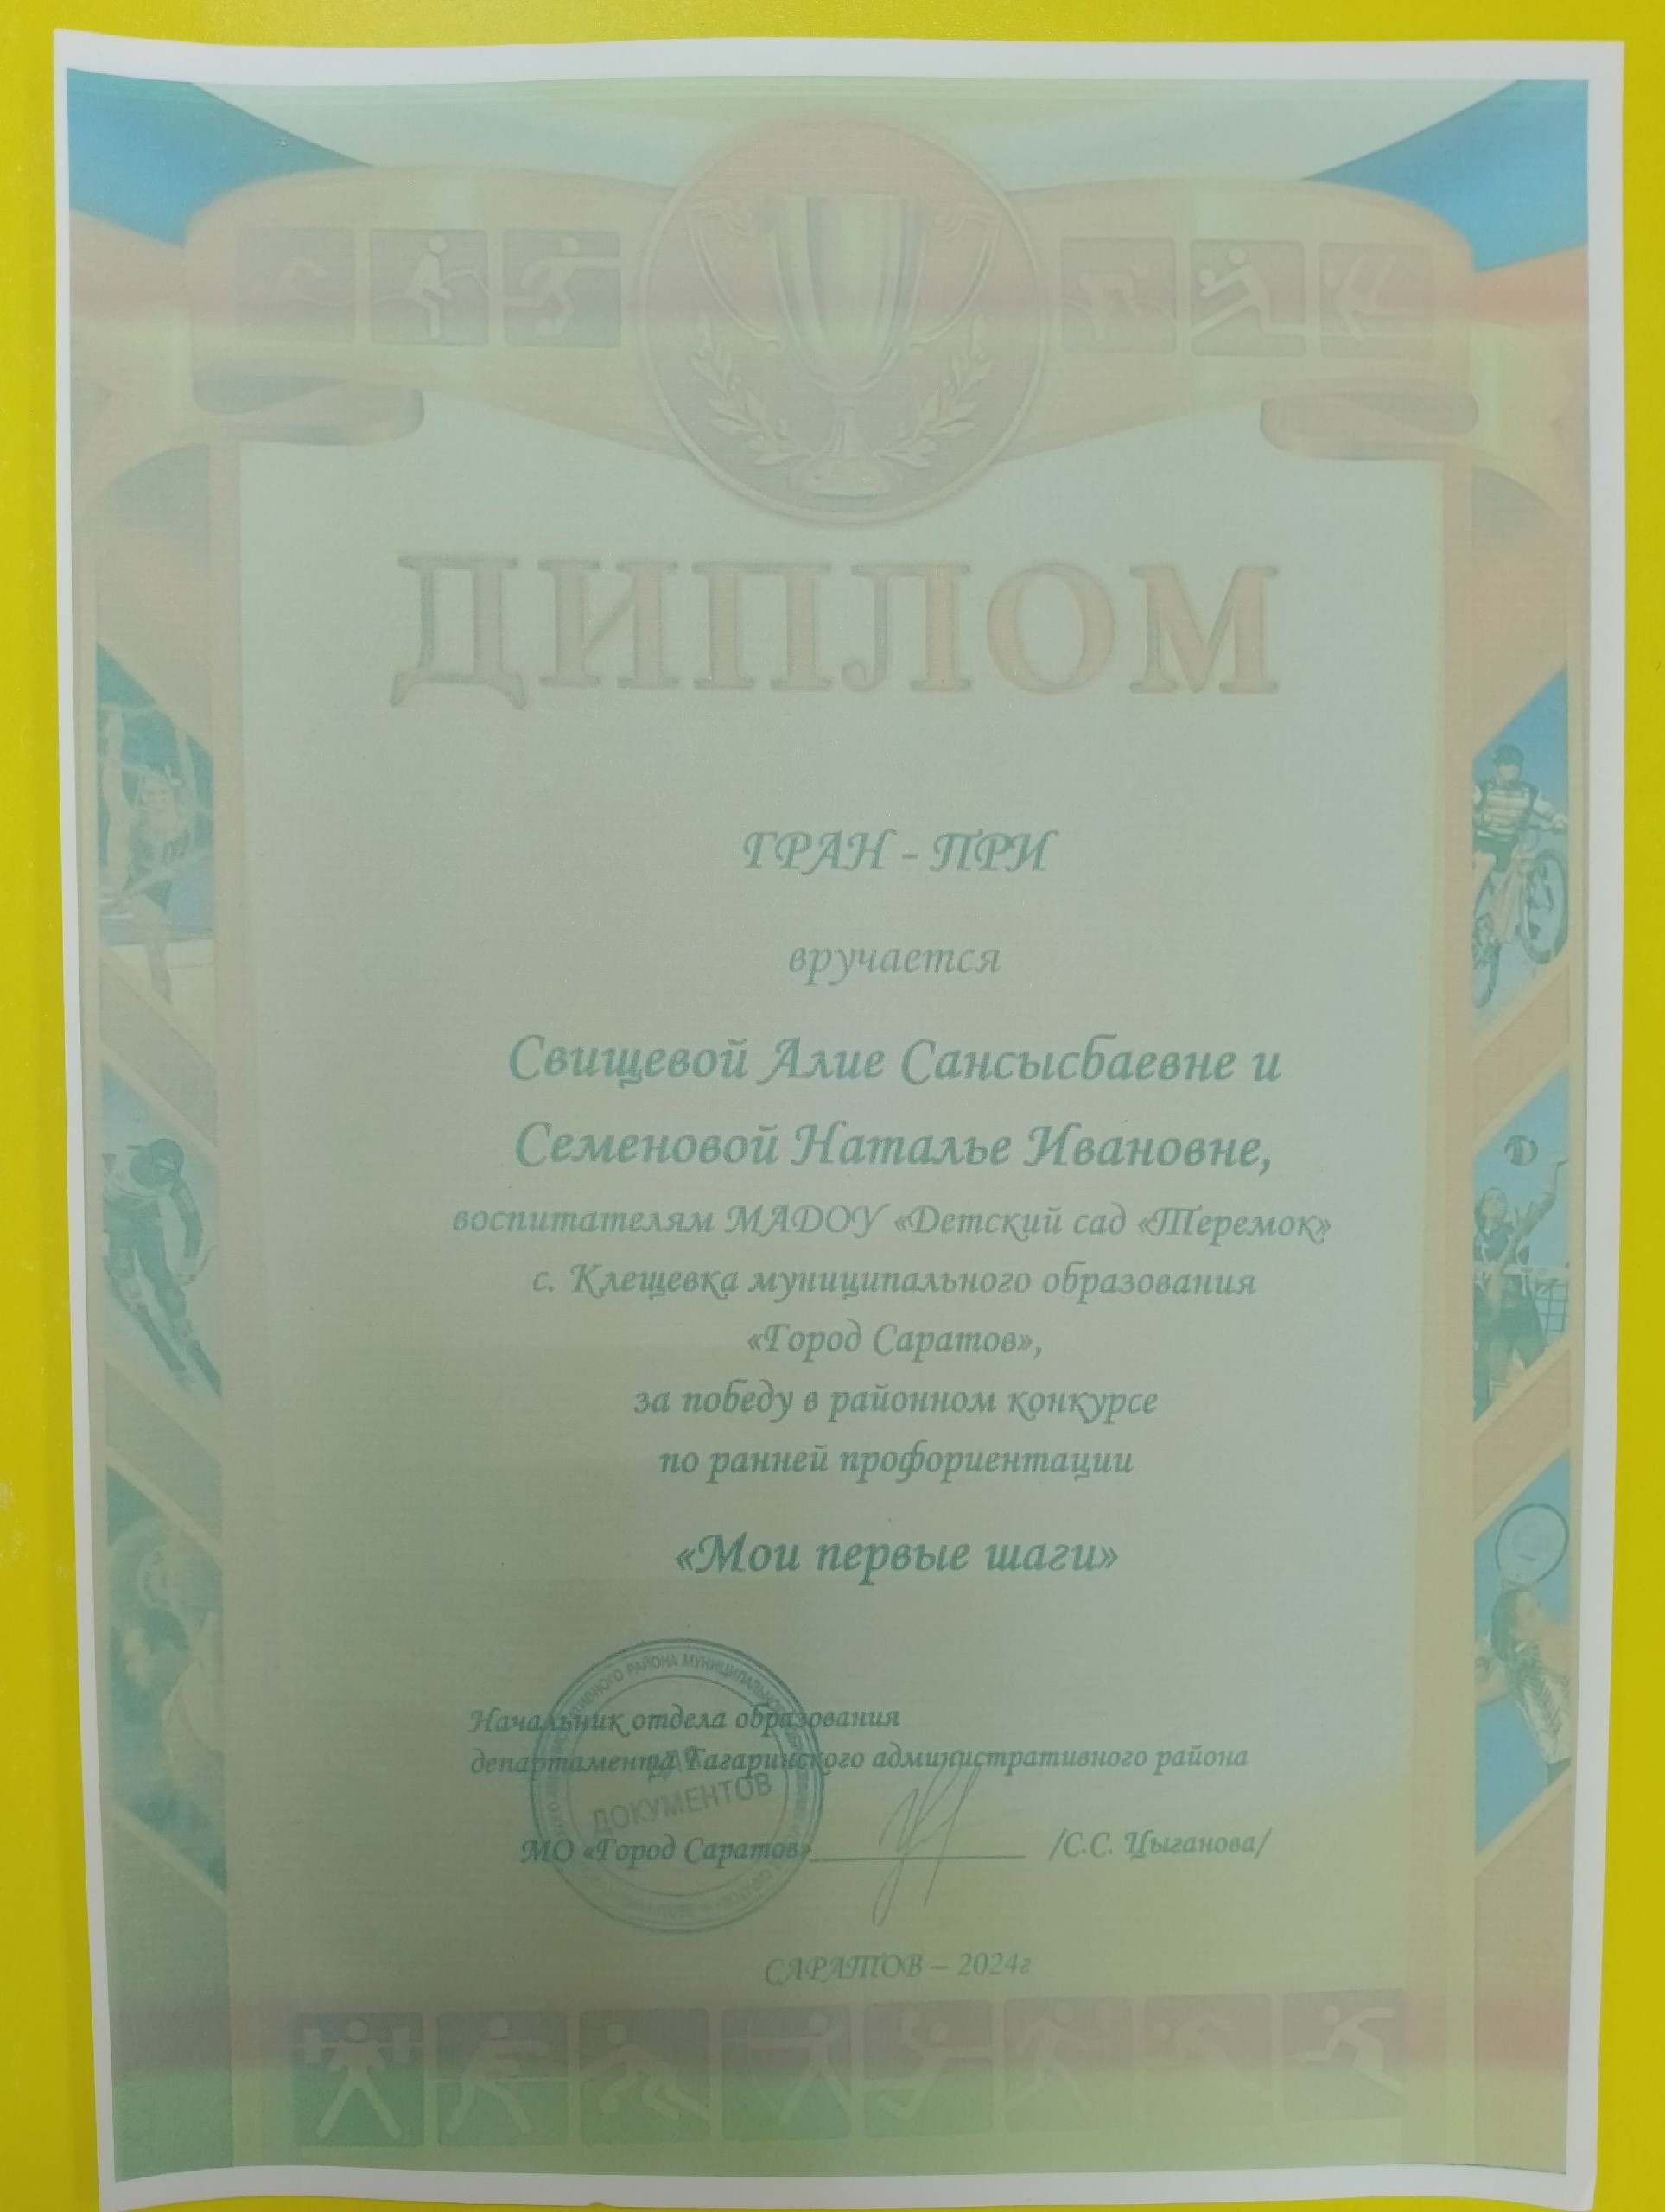 ДИПЛОМ
ГРАН - ПРИ
вручается
Свищевой Алие Сансысбаевне и
Семеновой Наталье Ивановне,
воспитателям МАДОУ «Детский сад «Теремок»
с. Клещевка муниципального образования
«Город Саратов»,
за победу в районном конкурсе
по ранней профориентации
«Мои первые шаги»
РАЙОНА
Начальник отдела образования
департамента Гагаринского административного района
ДЛЯ
ДОКУМЕНТОВ
МО «Город Саратов» /С.С. Цыганова/
САРАТОВ – 2024г